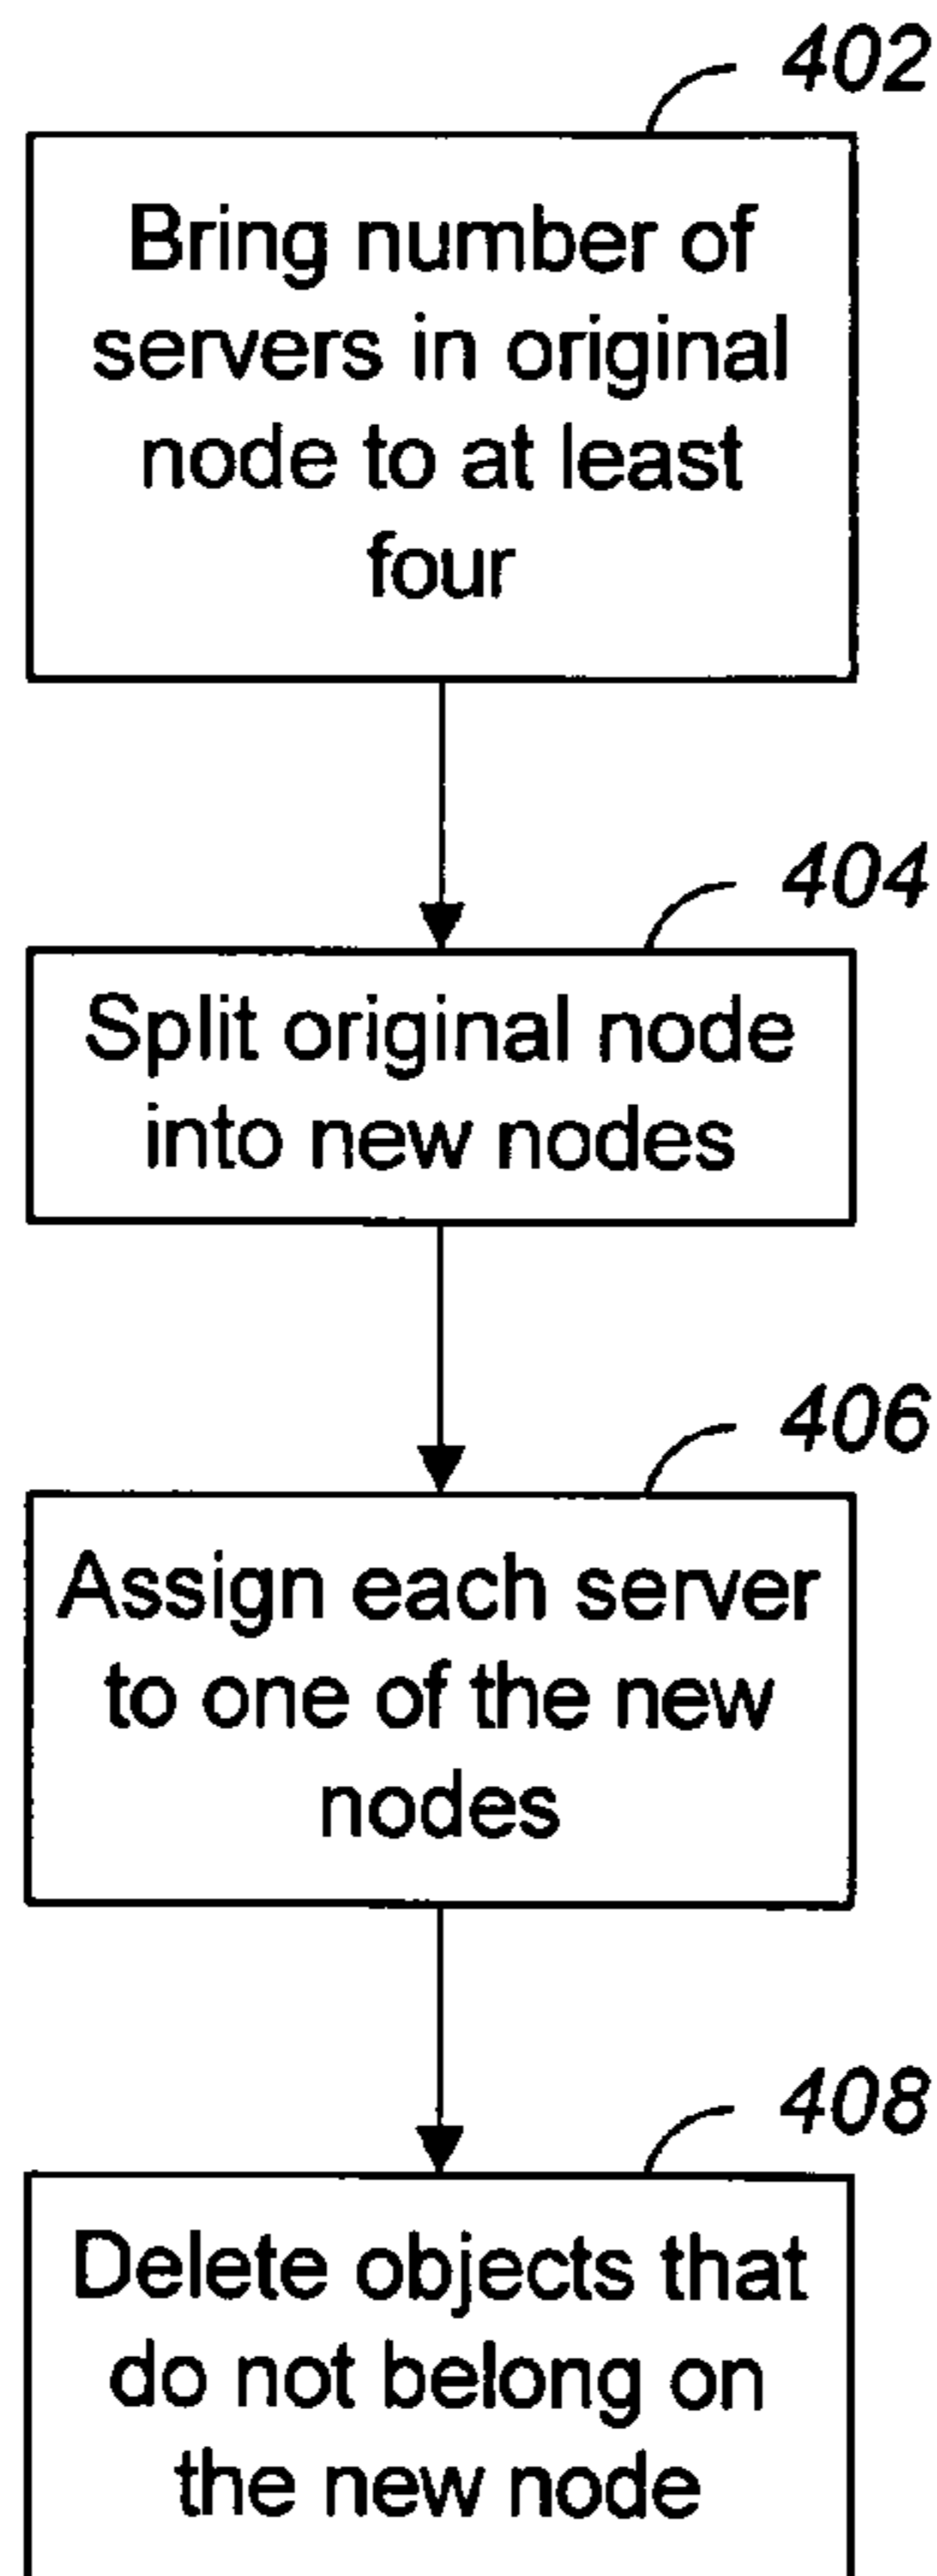 402
Bring number of
servers in original
node to at least
four
404
Split original node
into new nodes
406
Assign each server
to one of the new
nodes
408
Delete objects that
do not belong on
the new node